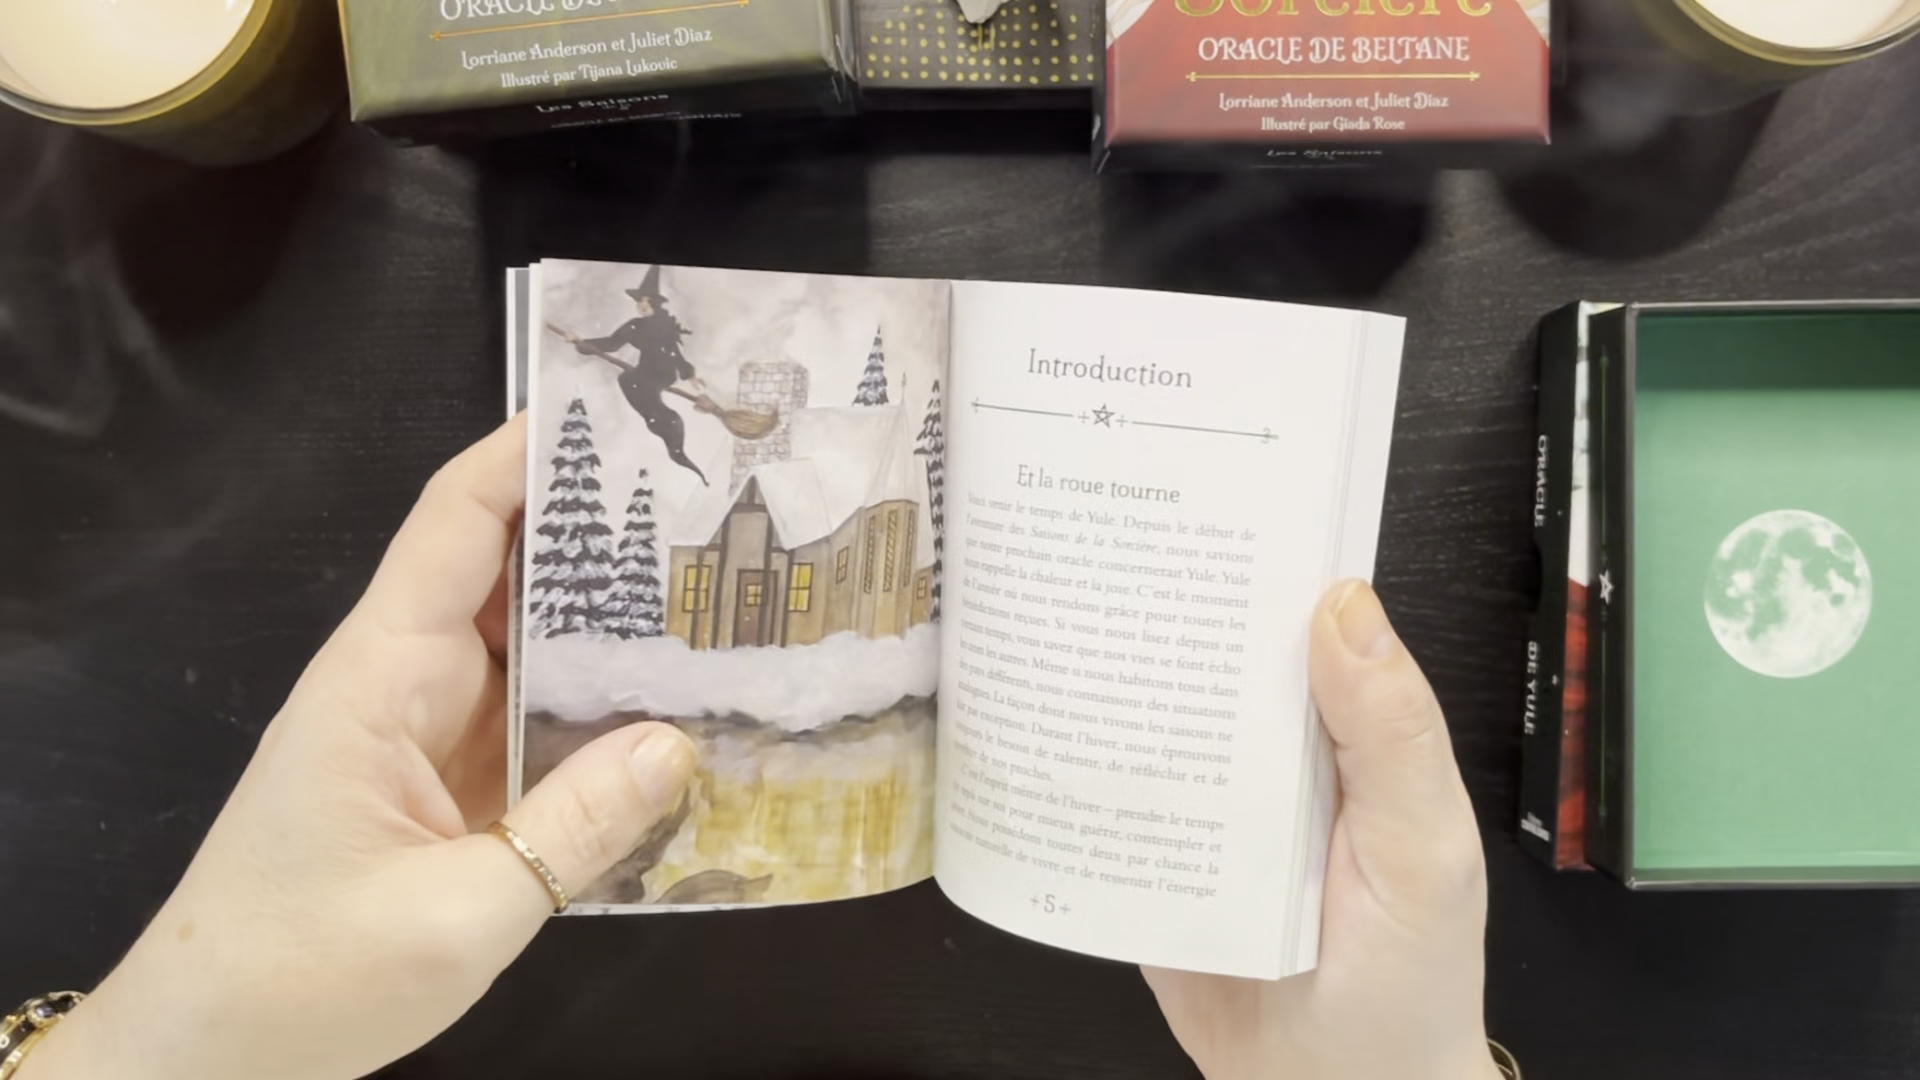 ORACLE DE
Lorriane Anderson et Juliet Diaz
Illustré par Tijana Lukovic
Les Saisons
Sorcière
ORACLE DE BELTANE
Lorriane Anderson et Juliet Diaz
Illustré par Giada Rose
Les Saisons
Introduction
Et la roue tourne
venir le temps de Yule. Depuis le début de
l'aventure des Saisons de la Sorcière, nous savions
que notre prochain oracle concernerait Yule. Yule
nous rappelle la chaleur et la joie. C'est le moment
de l'année où nous rendons grâce pour toutes les
bénédictions reçues. Si vous nous lisez depuis un
certain temps, vous savez que nos vies se font écho
les unes les autres. Même si nous habitons tous dans
des pays différents, nous connaissons des situations
analogues. La façon dont nous vivons les saisons ne
fait pas exception. Durant l'hiver, nous éprouvons
toujours le besoin de ralentir, de réfléchir et de
de nos proches.
C'est l'esprit même de l'hiver – prendre le temps
sur soi pour mieux guérir, contempler et
Nous possédons toutes deux par chance la
naturelle de vivre et de ressentir l'énergie
+5+
ORACLE
DE YULE